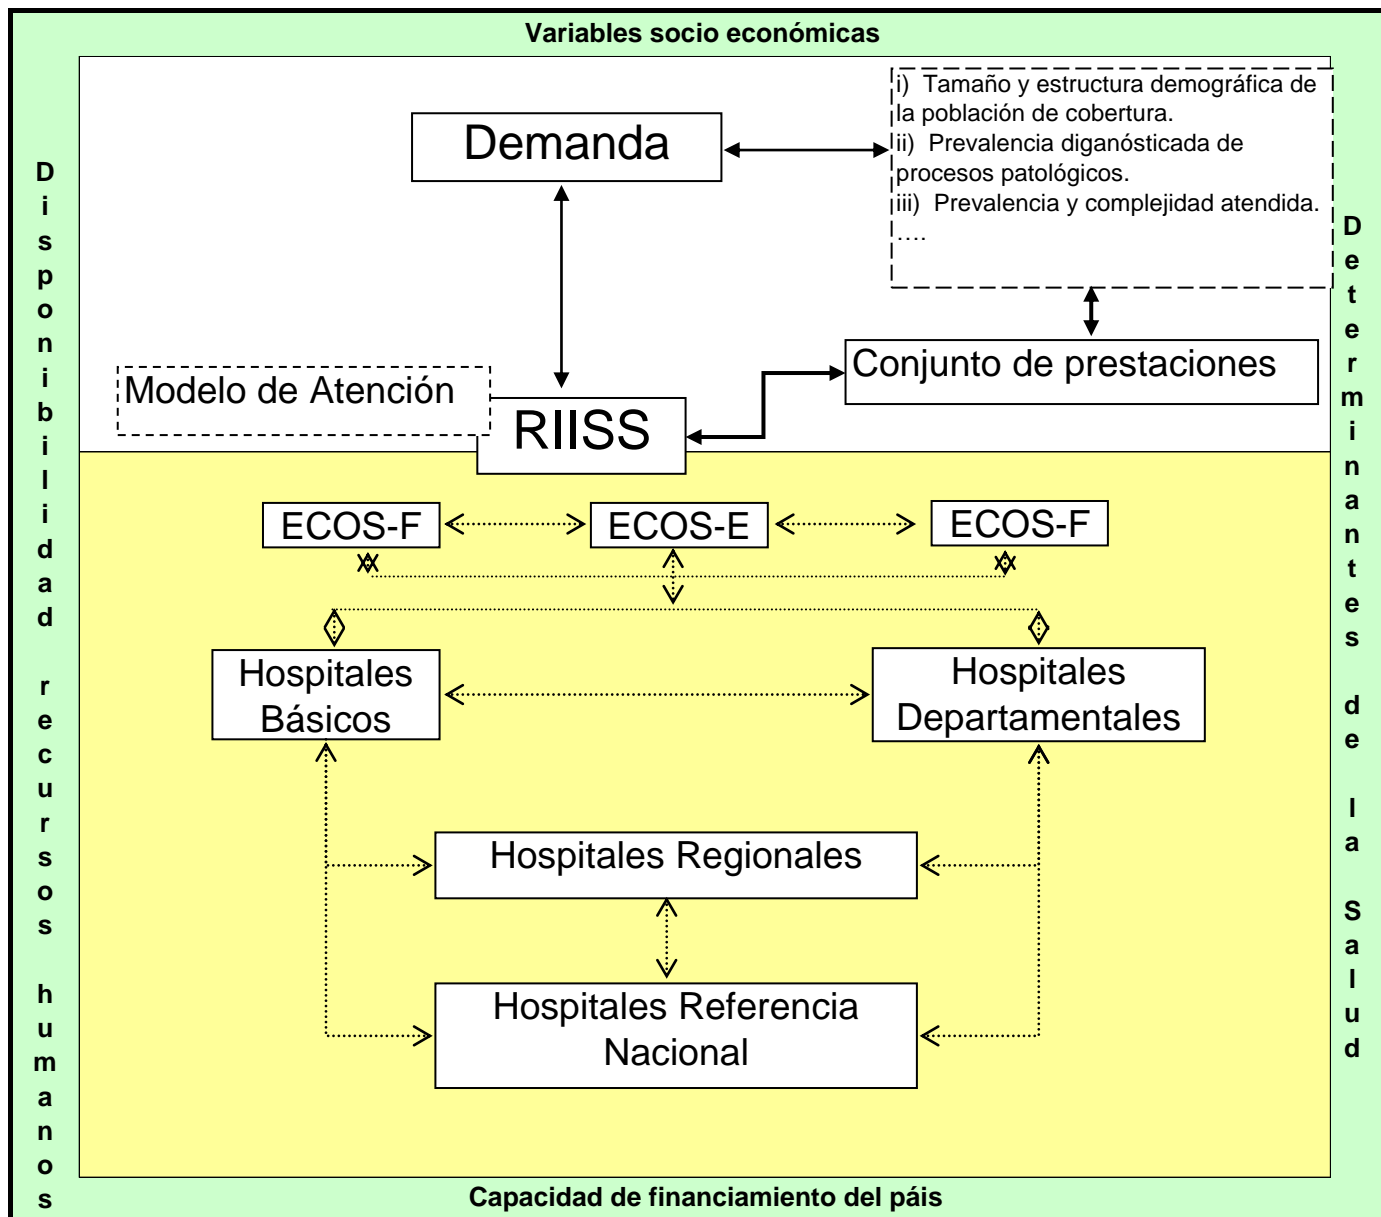 Variables socio económicas
Demanda
i) Tamaño y estructura demográfica de
la población de cobertura.
ii) Prevalencia diganósticada de
procesos patológicos.
iii) Prevalencia y complejidad atendida.
….
Conjunto de prestaciones
Modelo de Atención
RIISS
ECOS-F
ECOS-E
ECOS-F
Hospitales
Básicos
Hospitales
Departamentales
Hospitales Regionales
Hospitales Referencia
Nacional
Disponibilidad recursos humanos
Determinantes de la Salud
Capacidad de financiamiento del páis